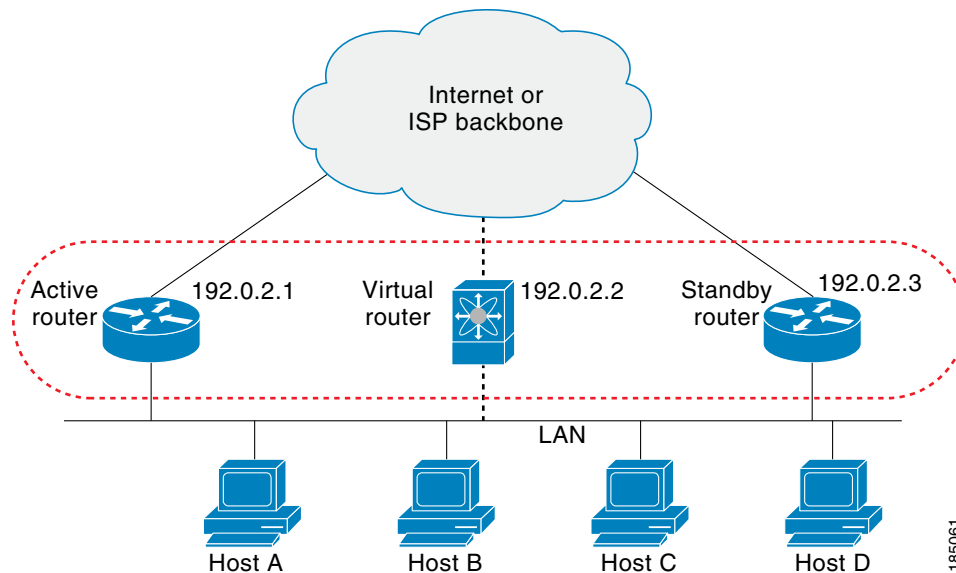 Internet or
ISP backbone
Active
router
192.0.2.1
Virtual
router
192.0.2.2
Standby
router
192.0.2.3
LAN
Host A
Host B
Host C
Host D
185061